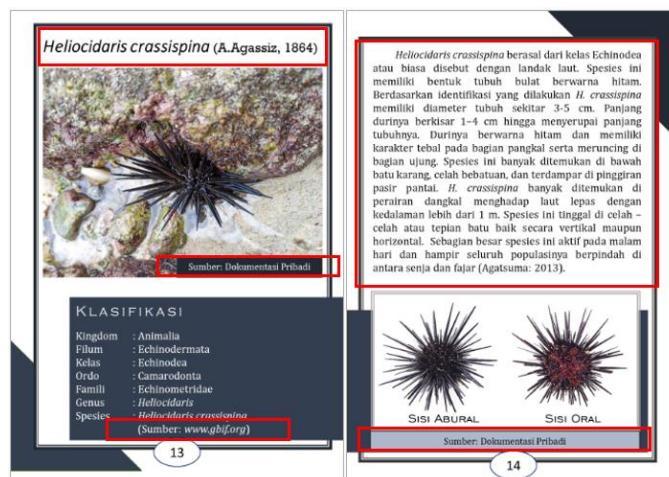 Heliocidaris crassispina (A.Agassiz, 1864)
Sumber: Dokumentasi Pribadi
KLASIFIKASI
Kingdom : Animalia
Filum : Echinodermata
Kelas : Echinodea
Ordo : Camarodonta
Famili : Echinometridae
Genus : Heliocidaris
Spesies : Heliocidaris crassispina
(Sumber: www.gbif.org)
13
Heliocidaris crassispina berasal dari kelas Echinodea
atau biasa disebut dengan landak laut. Spesies ini
memiliki bentuk tubuh bulat berwarna hitam.
Berdasarkan identifikasi yang dilakukan H. crassispina
memiliki diameter tubuh sekitar 3-5 cm. Panjang
durinya berkisar 1–4 cm hingga menyerupai panjang
tubuhnya. Durinya berwarna hitam dan memiliki
karakter tebal pada bagian pangkal serta meruncing di
bagian ujung. Spesies ini banyak ditemukan di bawah
batu karang, celah bebatuan, dan terdampar di pinggiran
pasir pantai. H. crassispina banyak ditemukan di
perairan dangkal menghadap laut lepas dengan
kedalaman lebih dari 1 m. Spesies ini tinggal di celah –
celah atau tepian batu baik secara vertikal maupun
horizontal. Sebagian besar spesies ini aktif pada malam
hari dan hampir seluruh populasinya berpindah di
antara senja dan fajar (Agatsuma: 2013).
SISI ABURAL
SISI ORAL
Sumber: Dokumentasi Pribadi
14